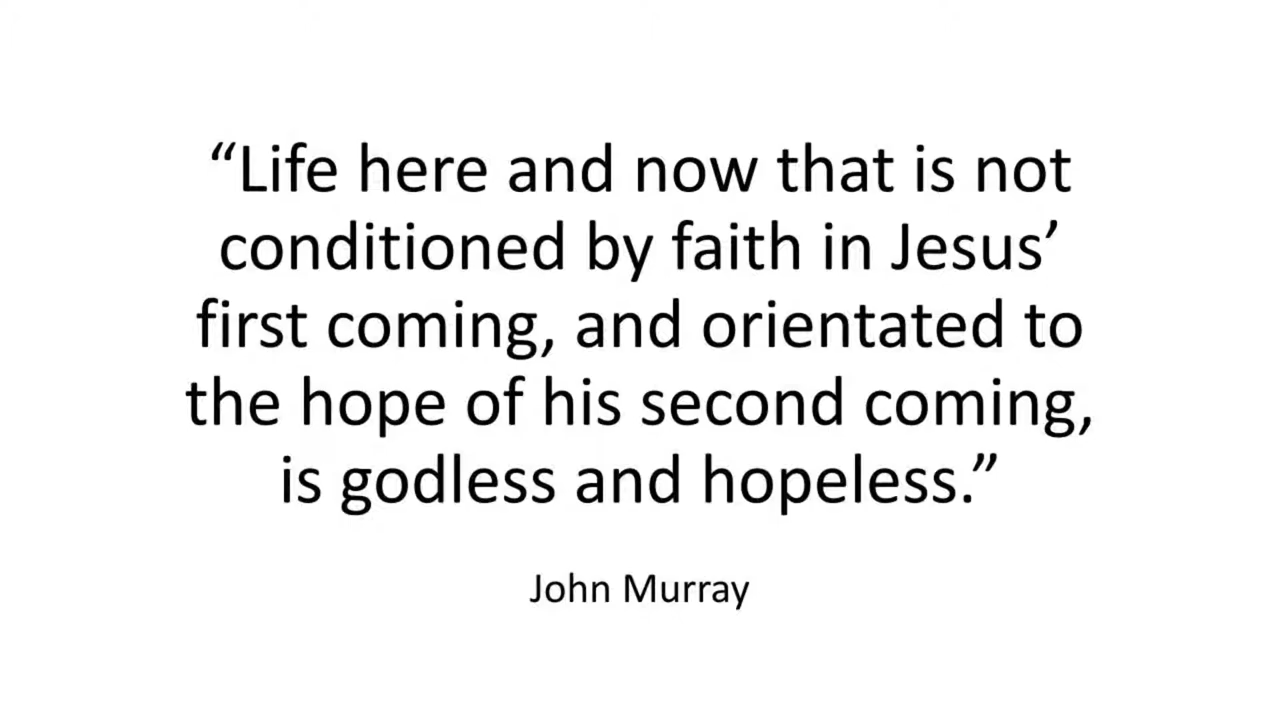 “Life here and now that is not
conditioned by faith in Jesus’
first coming, and orientated to
the hope of his second coming,
is godless and hopeless.”
John Murray